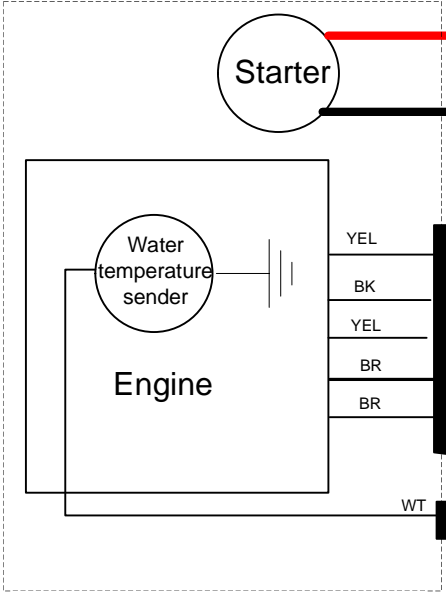 Starter
Water
temperature
sender
Engine
YEL
BK
YEL
BR
BR
WT